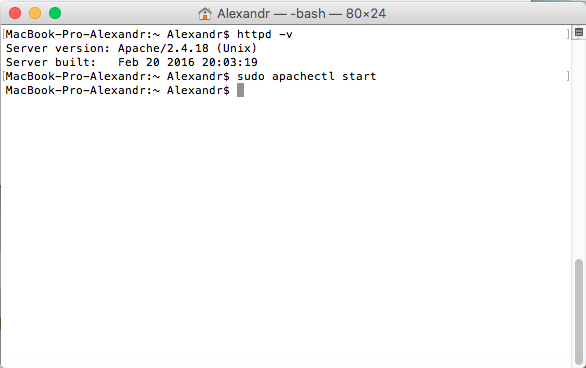 Alexandr — -bash — 80×24
[MacBook-Pro-Alexandr:~ Alexandr$ httpd -v ]
Server version: Apache/2.4.18 (Unix)
Server built:   Feb 20 2016 20:03:19
[MacBook-Pro-Alexandr:~ Alexandr$ sudo apachectl start ]
MacBook-Pro-Alexandr:~ Alexandr$